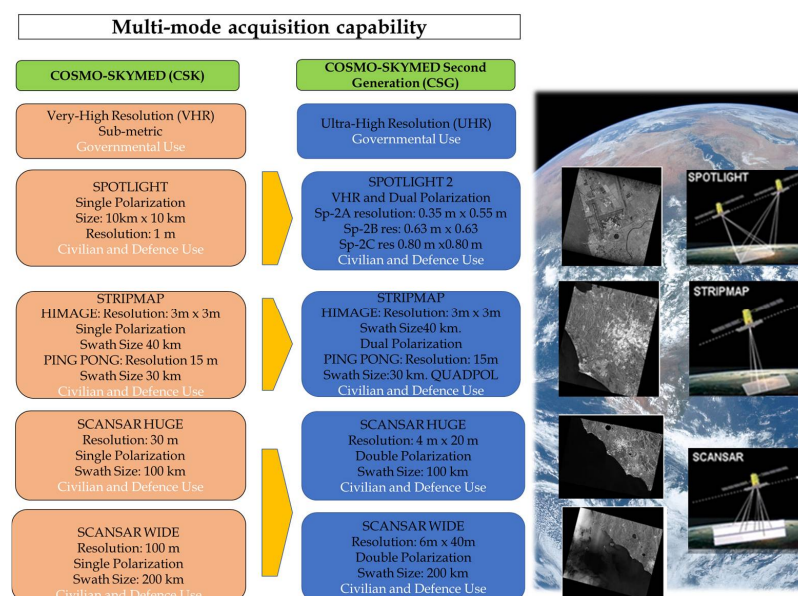 Multi-mode acquisition capability
COSMO-SKYMED (CSK)
Very-High Resolution (VHR)
Sub-metric
Governmental Use
SPOTLIGHT
Single Polarization
Size: 10km x 10 km
Resolution: 1 m
Civilian and Defence Use
STRIPMAP
HIMAGE: Resolution: 3m x 3m
Single Polarization
Swath Size 40 km
PING PONG: Resolution 15 m
Swath Size 30 km
Civilian and Defence Use
SCANSAR HUGE
Resolution: 30 m
Single Polarization
Swath Size: 100 km
Civilian and Defence Use
SCANSAR WIDE
Resolution: 100 m
Single Polarization
Swath Size: 200 km
Civilian and Defence Use
COSMO-SKYMED Second
Generation (CSG)
Ultra-High Resolution (UHR)
Governmental Use
SPOTLIGHT 2
VHR and Dual Polarization
Sp-2A resolution: 0.35 m x 0.55 m
Sp-2B res: 0.63 m x 0.63
Sp-2C res 0.80 m x0.80 m
Civilian and Defence Use
STRIPMAP
HIMAGE: Resolution: 3m x 3m
Swath Size40 km.
Dual Polarization
PING PONG: Resolution: 15m
Swath Size:30 km. QUADPOL
Civilian and Defence Use
SCANSAR HUGE
Resolution: 4 m x 20 m
Double Polarization
Swath Size: 100 km
Civilian and Defence Use
SCANSAR WIDE
Resolution: 6m x 40m
Double Polarization
Swath Size: 200 km
Civilian and Defence Use
SPOTLIGHT
STRIPMAP
SCANSAR